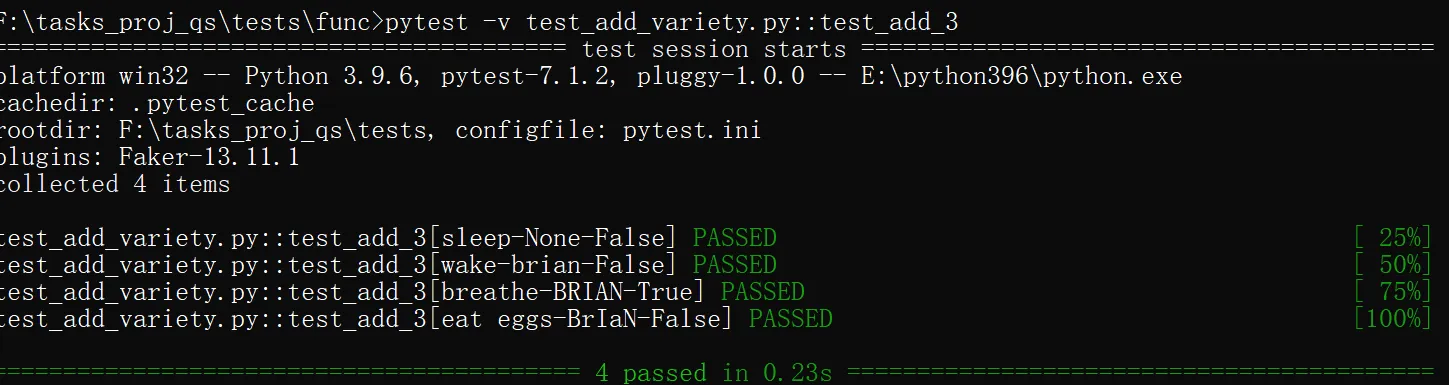 F:\tasks_proj_qs\tests\func>pytest -v test_add_variety.py::test_add_3
========================================= test session starts =========================================
platform win32 -- Python 3.9.6, pytest-7.1.2, pluggy-1.0.0 -- E:\python396\python.exe
cachedir: .pytest_cache
rootdir: F:\tasks_proj_qs\tests, configfile: pytest.ini
plugins: Faker-13.11.1
collected 4 items
test_add_variety.py::test_add_3[sleep-None-False] PASSED [ 25%]
test_add_variety.py::test_add_3[wake-brian-False] PASSED [ 50%]
test_add_variety.py::test_add_3[breathe-BRIAN-True] PASSED [ 75%]
test_add_variety.py::test_add_3[eat eggs-BrIaN-False] PASSED [100%]
========================================== 4 passed in 0.23s ==========================================